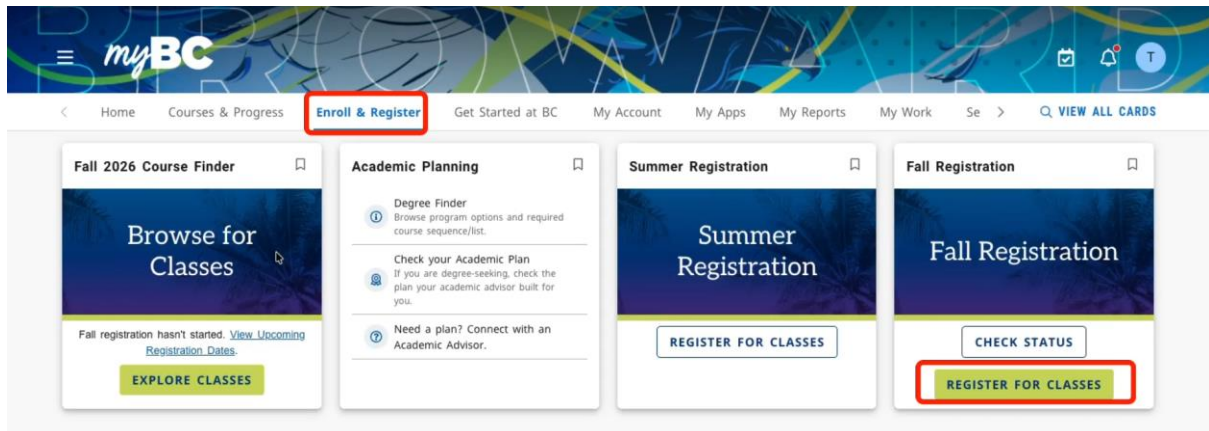 BROWARD
myBC
T
Home Courses & Progress Enroll & Register Get Started at BC My Account My Apps My Reports My Work Se VIEW ALL CARDS
Fall 2026 Course Finder
Browse for
Classes
Fall registration hasn't started. View Upcoming
Registration Dates.
EXPLORE CLASSES
Academic Planning
Degree Finder
Browse program options and required
course sequence/list.
Check your Academic Plan
If you are degree-seeking, check the
plan your academic advisor built for
you.
Need a plan? Connect with an
Academic Advisor.
Summer Registration
Summer
Registration
REGISTER FOR CLASSES
Fall Registration
Fall Registration
CHECK STATUS
REGISTER FOR CLASSES